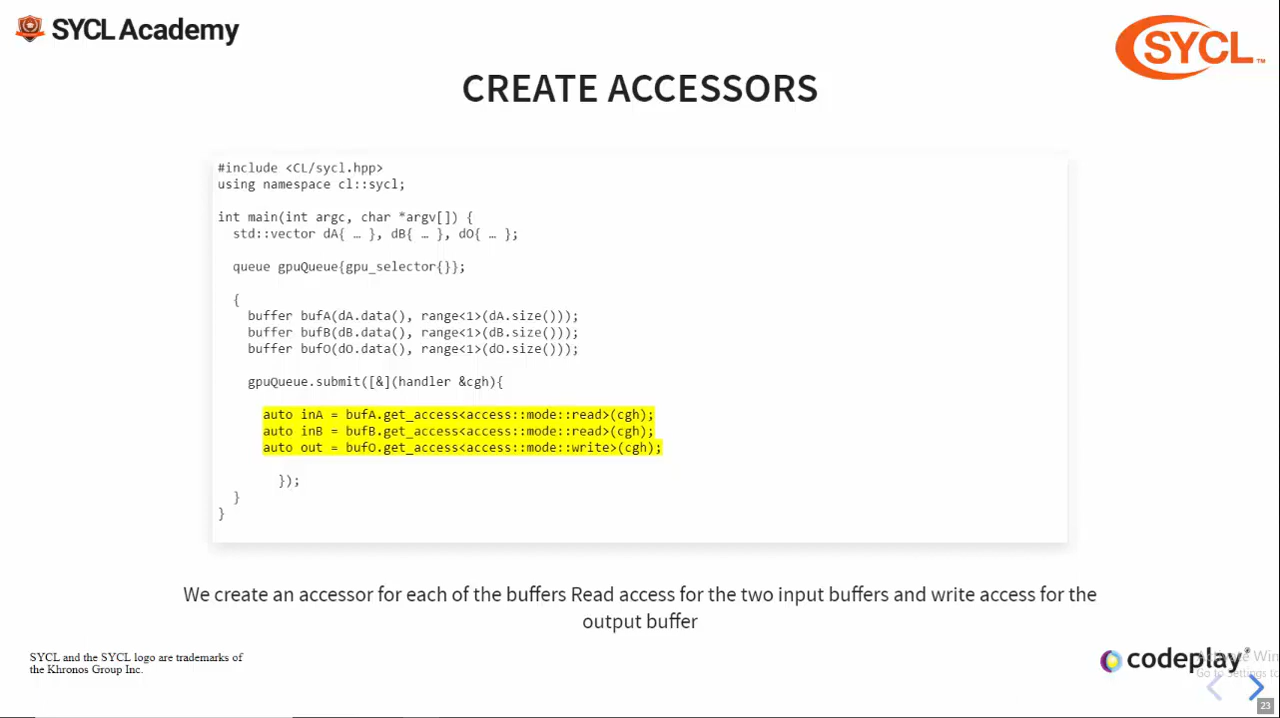 SYCL Academy
SYCL™
CREATE ACCESSORS
#include <CL/sycl.hpp>
using namespace cl::sycl;
int main(int argc, char *argv[]) {
std::vector dA{ … }, dB{ … }, dO{ … };
queue gpuQueue{gpu_selector{}};
{
buffer bufA(dA.data(), range<1>(dA.size()));
buffer bufB(dB.data(), range<1>(dB.size()));
buffer bufO(dO.data(), range<1>(dO.size()));
gpuQueue.submit([&](handler &cgh){
auto inA = bufA.get_access<access::mode::read>(cgh);
auto inB = bufB.get_access<access::mode::read>(cgh);
auto out = bufO.get_access<access::mode::write>(cgh);
});
}
}
We create an accessor for each of the buffers Read access for the two input buffers and write access for the
output buffer
SYCL and the SYCL logo are trademarks of
the Khronos Group Inc.
codeplay®
Go to Settings to
23